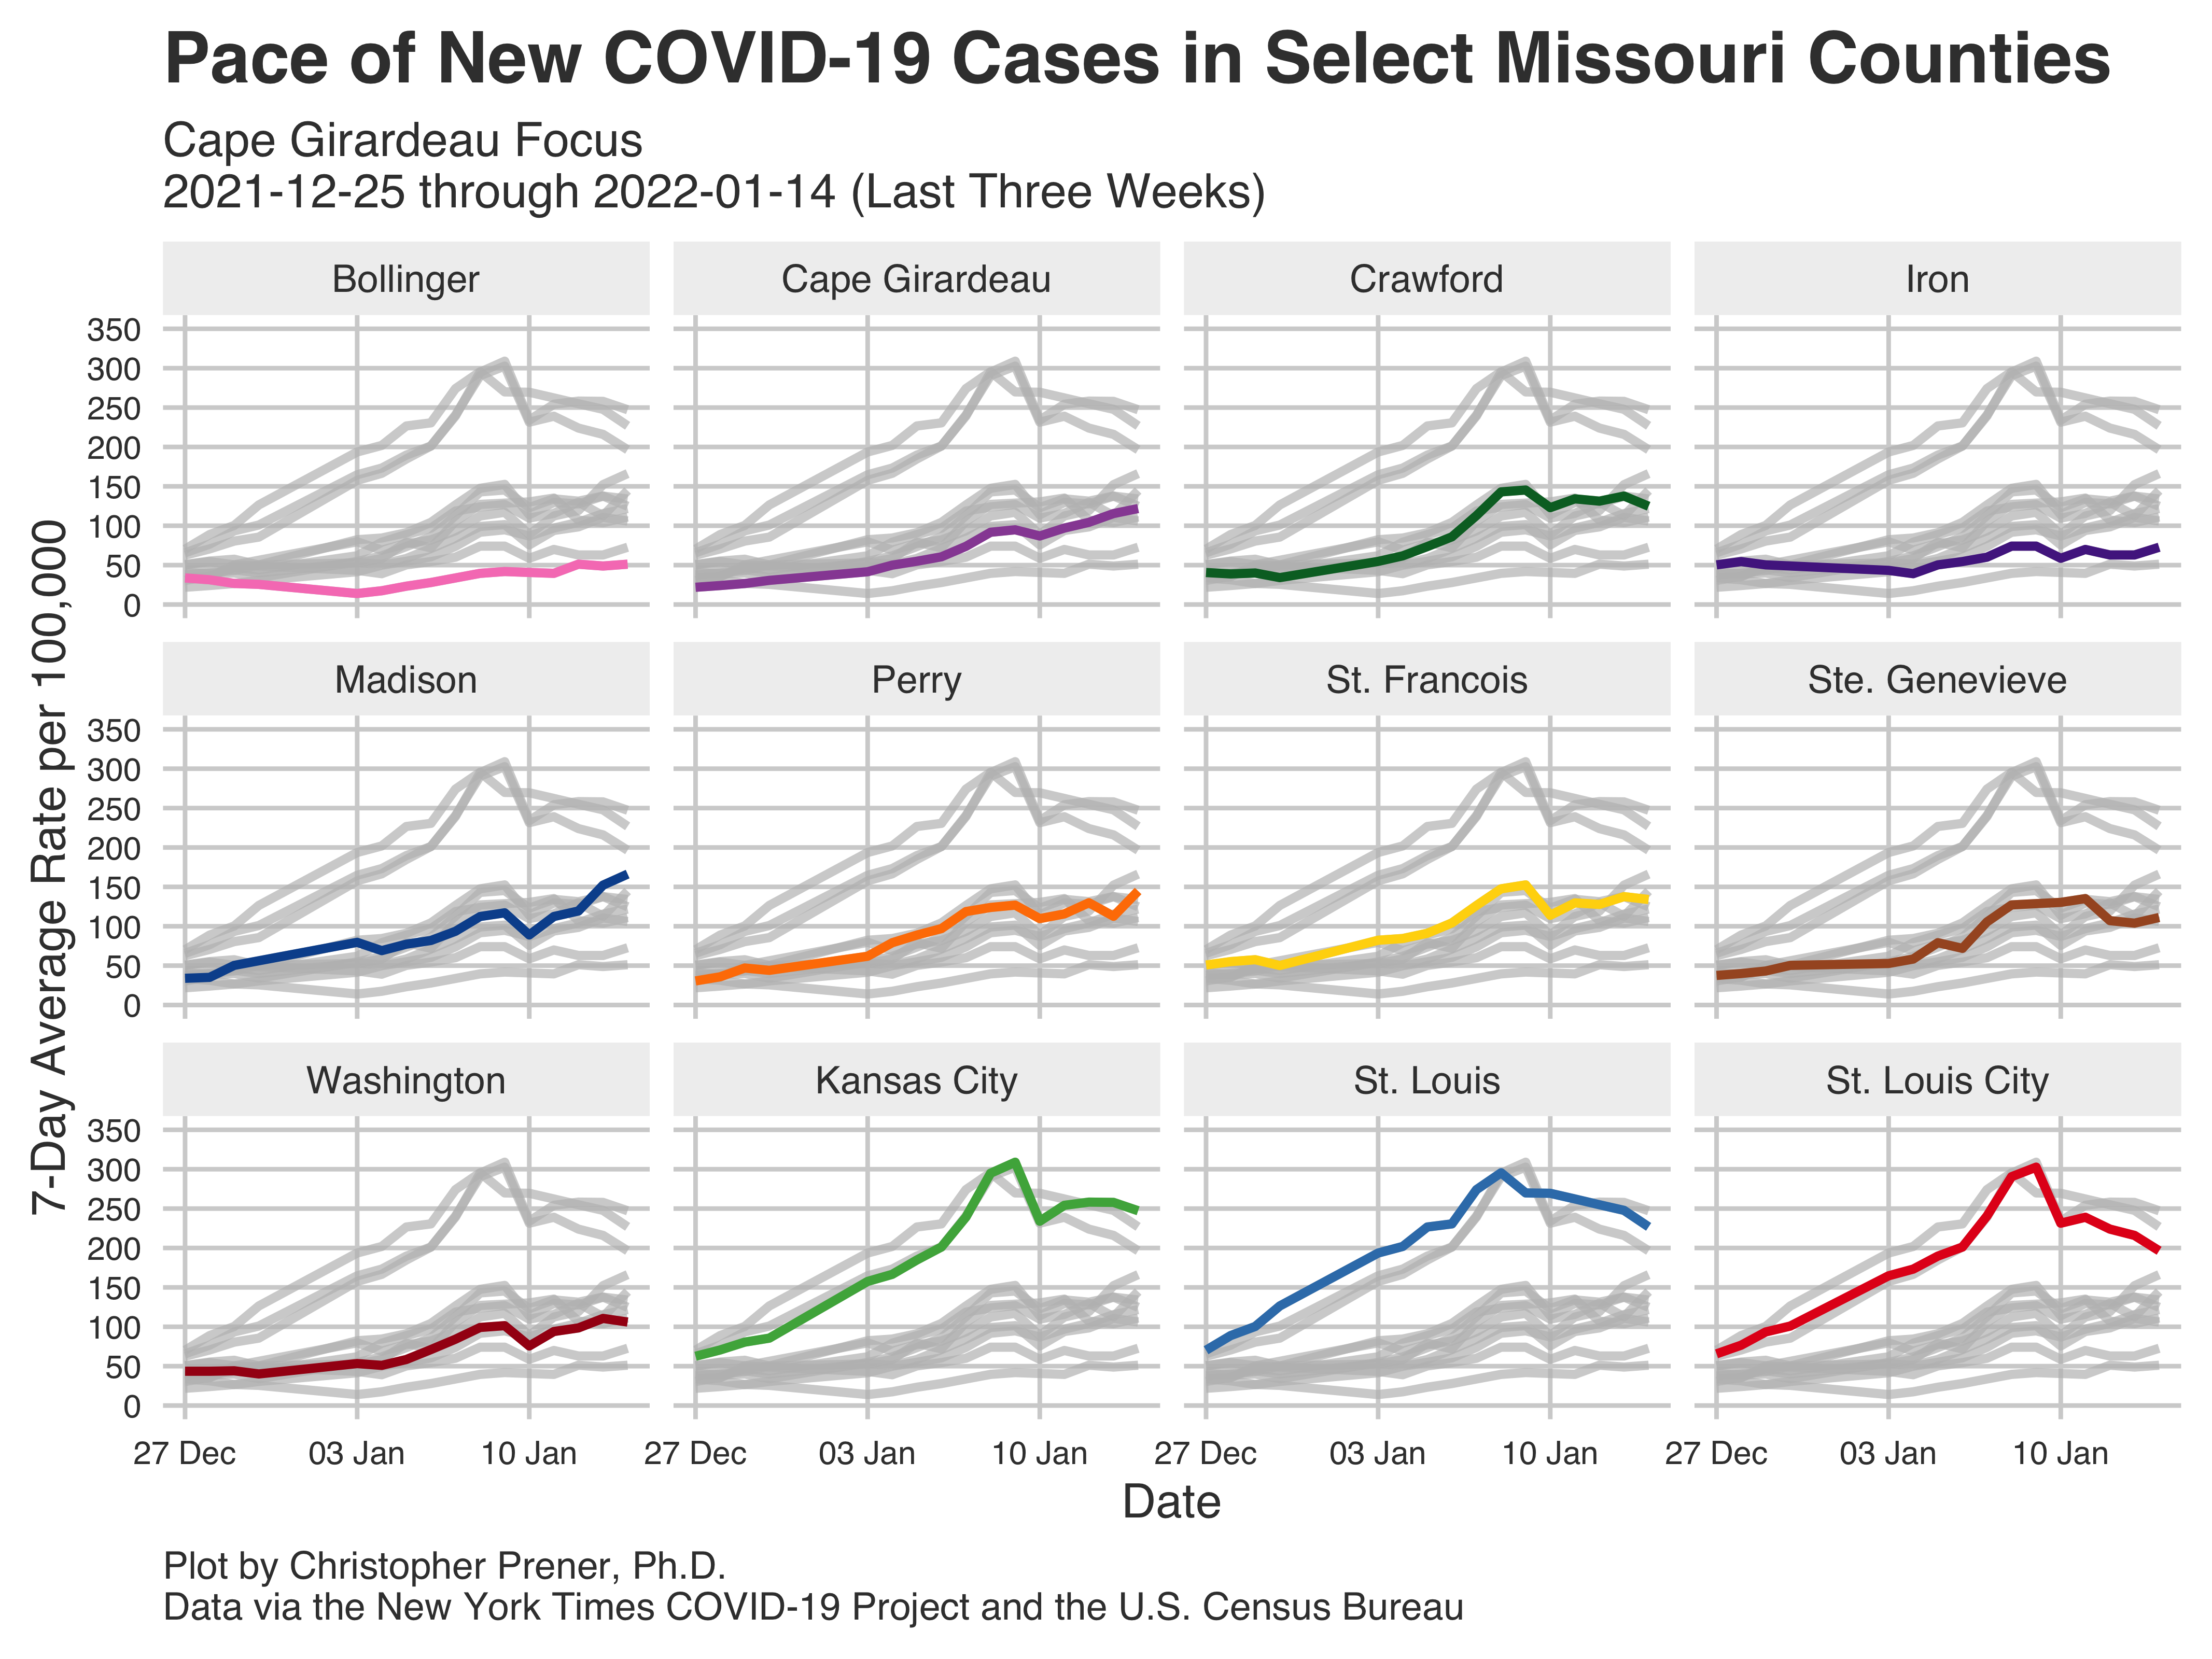 Pace of New COVID-19 Cases in Select Missouri Counties
Cape Girardeau Focus
2021-12-25 through 2022-01-14 (Last Three Weeks)
7-Day Average Rate per 100,000
Bollinger
Cape Girardeau
Crawford
Iron
350
300
250
200
150
100
50
0
Madison
Perry
St. Francois
Ste. Genevieve
350
300
250
200
150
100
50
0
Washington
Kansas City
St. Louis
St. Louis City
350
300
250
200
150
100
50
0
27 Dec
03 Jan
10 Jan
27 Dec
03 Jan
10 Jan
27 Dec
03 Jan
10 Jan
27 Dec
03 Jan
10 Jan
Date
Plot by Christopher Prener, Ph.D.
Data via the New York Times COVID-19 Project and the U.S. Census Bureau